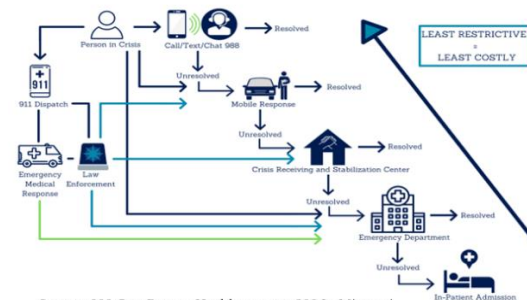 Person in Crisis
Call/Text/Chat 988
Resolved
LEAST RESTRICTIVE
=
LEAST COSTLY
911
911 Dispatch
Unresolved
Mobile Response
Resolved
Emergency
Medical
Response
Law
Enforcement
Unresolved
Crisis Receiving and Stabilization Center
Resolved
Unresolved
Emergency Department
Resolved
Unresolved
In-Patient Admission